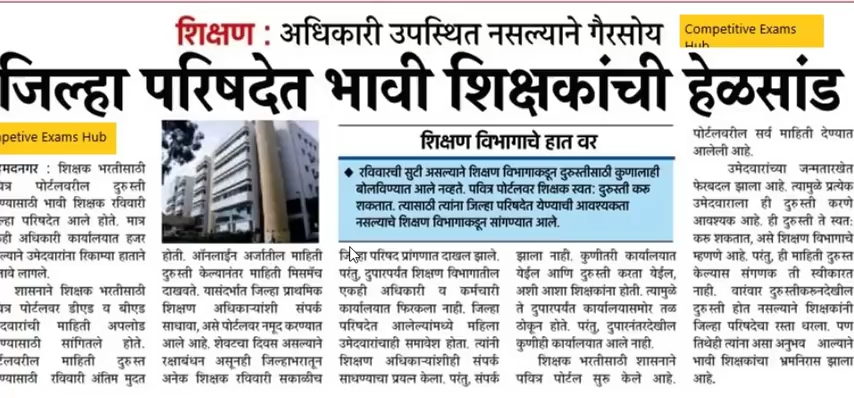 शिक्षण : अधिकारी उपस्थित नसल्याने गैरसोय
Competitive Exams
Hub
जिल्हा परिषदेत भावी शिक्षकांची हेळसांड
petive Exams Hub
हमदनगर : शिक्षक भरतीसाठी
वित्र पोर्टलवरील दुरुस्ती
ण्यासाठी भावी शिक्षक रविवारी
ल्हा परिषदेत आले होते. मात्र
ही अधिकारी कार्यालयात हजर
ल्याने उमेदवारांना रिकाम्या हाताने
तावे लागले.
शासनाने शिक्षक भरतीसाठी
वित्र पोर्टलवर डीएड व बीएड
दवारांची माहिती अपलोड
ण्यास सांगितले होते.
र्टलवरील माहिती दुरुस्त
ण्यासाठी रविवारी अंतिम मुदत
होती. ऑनलाईन अर्जातील माहिती
दुरुस्ती केल्यानंतर माहिती मिसमॅच
दाखवते. यासंदर्भात जिल्हा प्राथमिक
शिक्षण अधिकाऱ्यांशी संपर्क
साधावा, असे पोर्टलवर नमूद करण्यात
आले आहे. शेवटचा दिवस असल्याने
रक्षाबंधन असूनही जिल्हाभरातून
अनेक शिक्षक रविवारी सकाळीच
शिक्षण विभागाचे हात वर
◆ रविवारची सुटी असल्याने शिक्षण विभागाकडून दुरुस्तीसाठी कुणालाही
बोलविण्यात आले नव्हते. पवित्र पोर्टलवर शिक्षक स्वत: दुरुस्ती करू
शकतात. त्यासाठी त्यांना जिल्हा परिषदेत येण्याची आवश्यकता
नसल्याचे शिक्षण विभागाकडून सांगण्यात आले.
जिल्हा परिषद प्रांगणात दाखल झाले.
परंतु, दुपारपर्यंत शिक्षण विभागातील
एकही अधिकारी व कर्मचारी
कार्यालयात फिरकला नाही. जिल्हा
परिषदेत आलेल्यांमध्ये महिला
उमेदवारांचाही समावेश होता. त्यांनी
शिक्षण अधिकाऱ्यांशीही संपर्क
साधण्याचा प्रयत्न केला. परंतु, संपर्क
झाला नाही. कुणीतरी कार्यालयात
येईल आणि दुरुस्ती करता येईल,
अशी आशा शिक्षकांना होती. त्यामुळे
ते दुपारपर्यंत कार्यालयासमोर तळ
ठोकून होते. परंतु, दुपारनंतरदेखील
कुणीही कार्यालयात आले नाही.
शिक्षक भरतीसाठी शासनाने
पवित्र पोर्टल सुरु केले आहे.
पोर्टलवरील सर्व माहिती देण्यात
आलेली आहे.
उमेदवारांच्या जन्मतारखेत
फेरबदल झाला आहे. त्यामुळे प्रत्येक
उमेदवाराला ही दुरुस्ती करणे
आवश्यक आहे. ही दुरुस्ती ते स्वत:
करु शकतात, असे शिक्षण विभागाचे
म्हणणे आहे. परंतु, ही माहिती दुरुस्त
केल्यास संगणक ती स्वीकारत
नाही. वारंवार दुरुस्तीकरूनदेखील
दुरुस्ती होत नसल्याने शिक्षकांनी
जिल्हा परिषदेचा रस्ता धरला. पण
तिथेही त्यांना असा अनुभव आल्याने
भावी शिक्षकांचा भ्रमनिरास झाला
आहे.